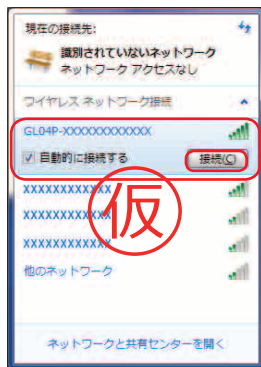 現在の接続先:
識別されていないネットワーク
ネットワーク アクセスなし
ワイヤレス ネットワーク接続
GL04P-XXXXXXXXXXXX
自動的に接続する
接続(C)
XXXXXXXXXXXX
XXXXXXXXXXXX
仮
XXXXXXXXXXXX
他のネットワーク
ネットワークと共有センターを開く